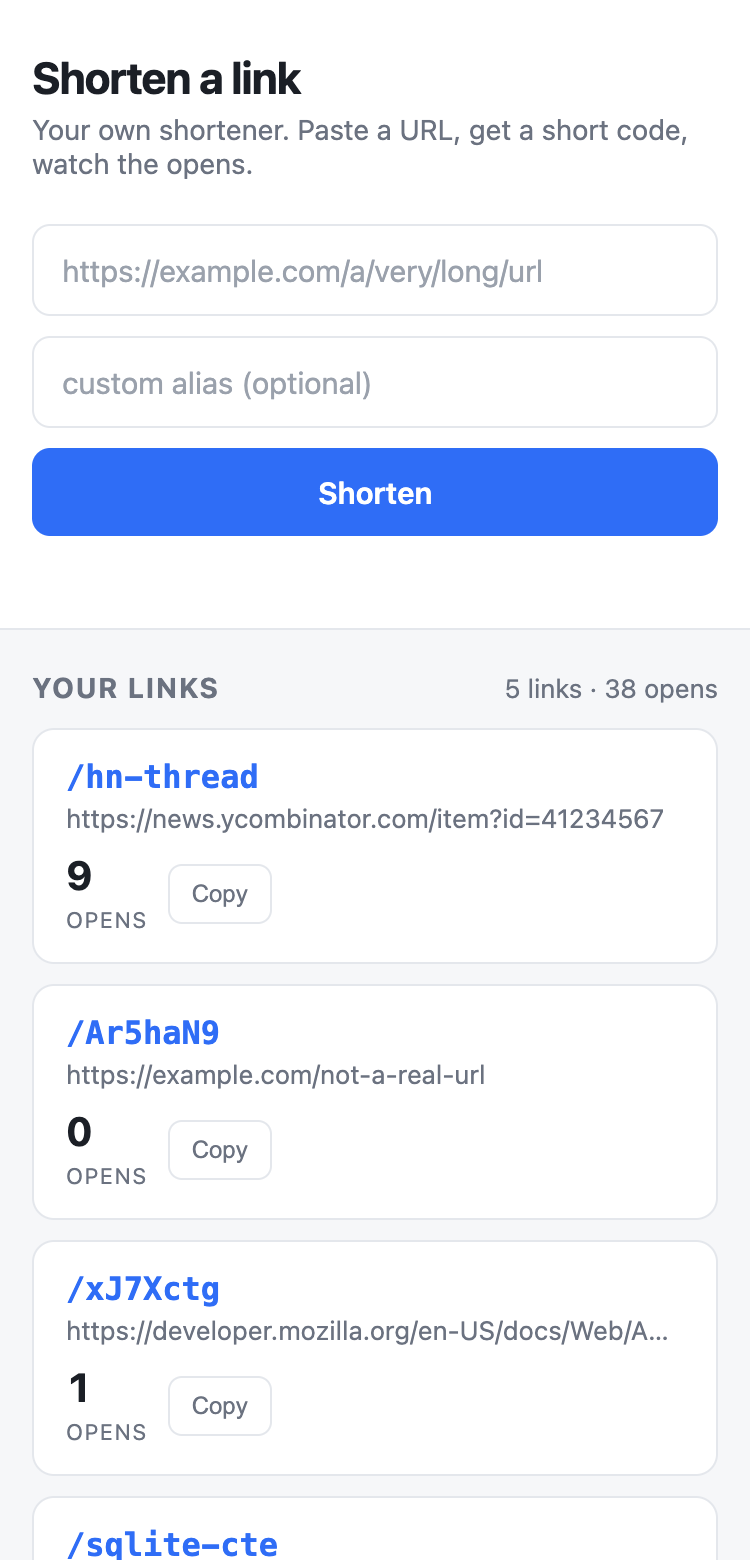 Shorten a link
Your own shortener. Paste a URL, get a short code,
watch the opens.
https://example.com/a/very/long/url
custom alias (optional)
Shorten
YOUR LINKS
5 links · 38 opens
/hn-thread
https://news.ycombinator.com/item?id=41234567
9
OPENS
Copy
/Ar5haN9
https://example.com/not-a-real-url
0
OPENS
Copy
/xJ7Xctg
https://developer.mozilla.org/en-US/docs/Web/A...
1
OPENS
Copy
/sqlite-cte